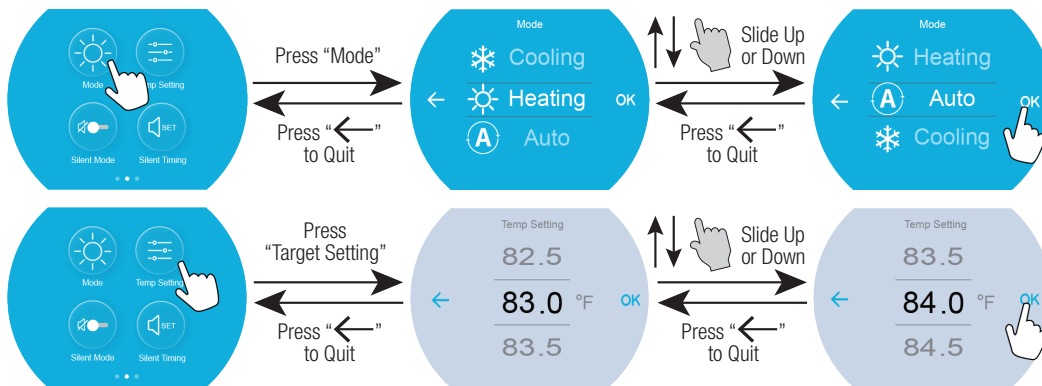 Mode
Temp Setting
Silent Mode
SET
Silent Timing
Press “Mode”
Press “←”
to Quit
Mode
Cooling
← Heating OK
A Auto
Slide Up
or Down
Press “←”
to Quit
Mode
Heating
← A Auto OK
Cooling
Mode
Temp Setting
Silent Mode
SET
Silent Timing
Press
“Target Setting”
Press “←”
to Quit
Temp Setting
82.5
← 83.0 °F OK
83.5
Slide Up
or Down
Press “←”
to Quit
Temp Setting
83.5
← 84.0 °F OK
84.5